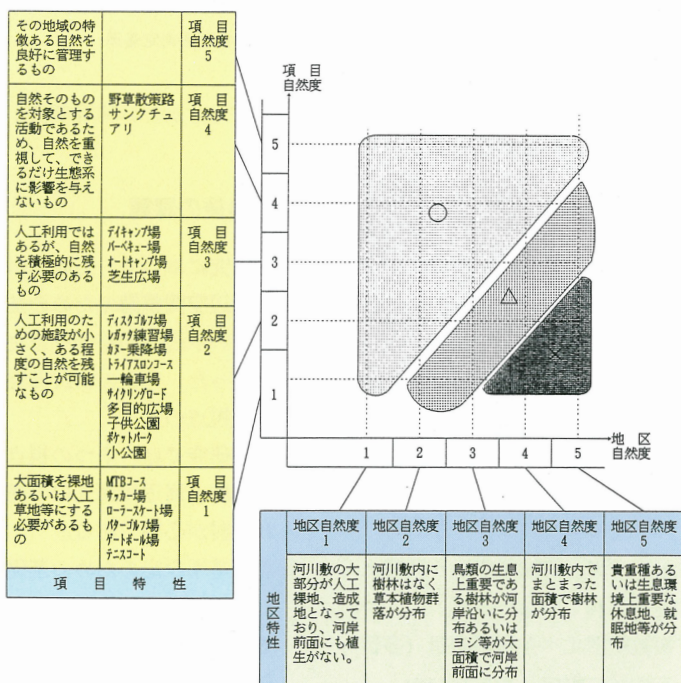 その地域の特
徴ある自然を
良好に管理す
るもの
項 目
自然度
5
自然そのもの
を対象とする
活動であるた
め、自然を重
視して、でき
るだけ生態系
に影響を与え
ないもの
野草散策路
サンクチュ
アリ
項 目
自然度
4
人工利用では
あるが、自然
を積極的に残
す必要のある
もの
デイキャンプ場
バーベキュー場
オートキャンプ場
芝生広場
項 目
自然度
3
人工利用のた
めの施設が小
さく、ある程
度の自然を残
すことが可能
なもの
ディスクゴルフ場
レガッタ練習場
カヌー乗降場
トライアスロンコース
一輪車場
サイクリングロード
多目的広場
子供公園
ポケットパーク
小公園
項 目
自然度
2
大面積を裸地
あるいは人工
草地等にする
必要があるも
の
MTBコース
サッカー場
ローラースケート場
パターゴルフ場
ゲートボール場
テニスコート
項 目
自然度
1
項 目 特 性
項 目
自然度
5
4
3
2
1
○
△
×
1 2 3 4 5
地 区
自然度
地区特性
地区自然度
1
河川敷の大
部分が人工
裸地、造成
地となって
おり、河岸
前面にも植
生がない。
地区自然度
2
河川敷内に
樹林はなく
草本植物群
落が分布
地区自然度
3
鳥類の生息
上重要であ
る樹林が河
岸沿いに分
布あるいは
ヨシ等が大
面積で河岸
前面に分布
地区自然度
4
河川敷内で
まとまった
面積で樹林
が分布
地区自然度
5
貴重種ある
いは生息環
境上重要な
休息地、就
眠地等が分
布